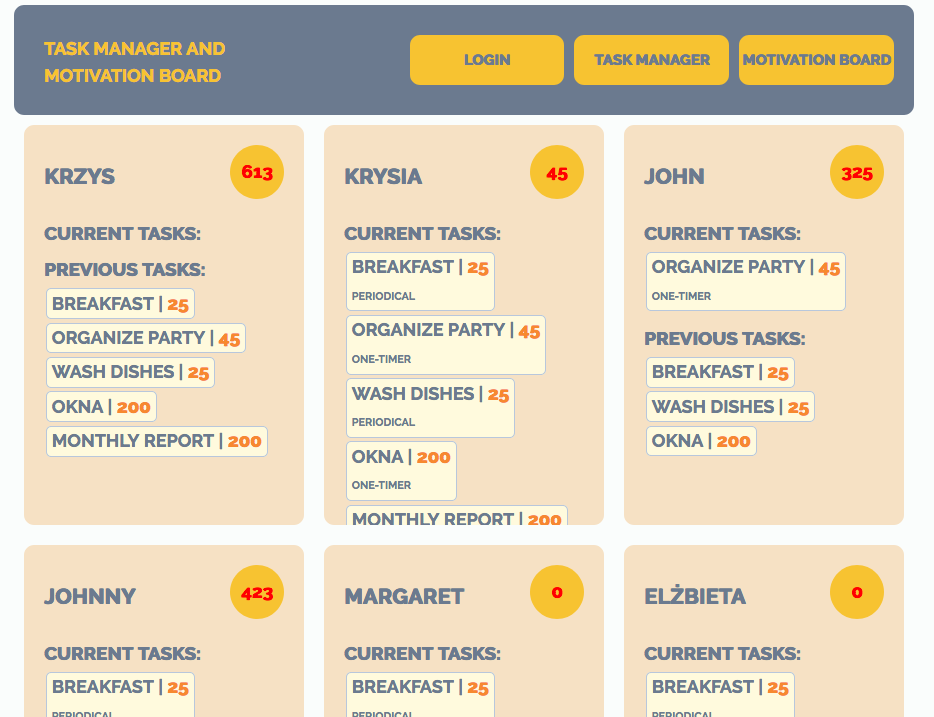 TASK MANAGER AND
MOTIVATION BOARD
LOGIN
TASK MANAGER
MOTIVATION BOARD
KRZYS
613
CURRENT TASKS:
PREVIOUS TASKS:
BREAKFAST | 25
ORGANIZE PARTY | 45
WASH DISHES | 25
OKNA | 200
MONTHLY REPORT | 200
KRYSIA
45
CURRENT TASKS:
BREAKFAST | 25
PERIODICAL
ORGANIZE PARTY | 45
ONE-TIMER
WASH DISHES | 25
PERIODICAL
OKNA | 200
ONE-TIMER
MONTHLY REPORT | 200
JOHN
325
CURRENT TASKS:
ORGANIZE PARTY | 45
ONE-TIMER
PREVIOUS TASKS:
BREAKFAST | 25
WASH DISHES | 25
OKNA | 200
JOHNNY
423
CURRENT TASKS:
BREAKFAST | 25
PERIODICAL
MARGARET
0
CURRENT TASKS:
BREAKFAST | 25
PERIODICAL
ELŻBIETA
0
CURRENT TASKS:
BREAKFAST | 25
PERIODICAL